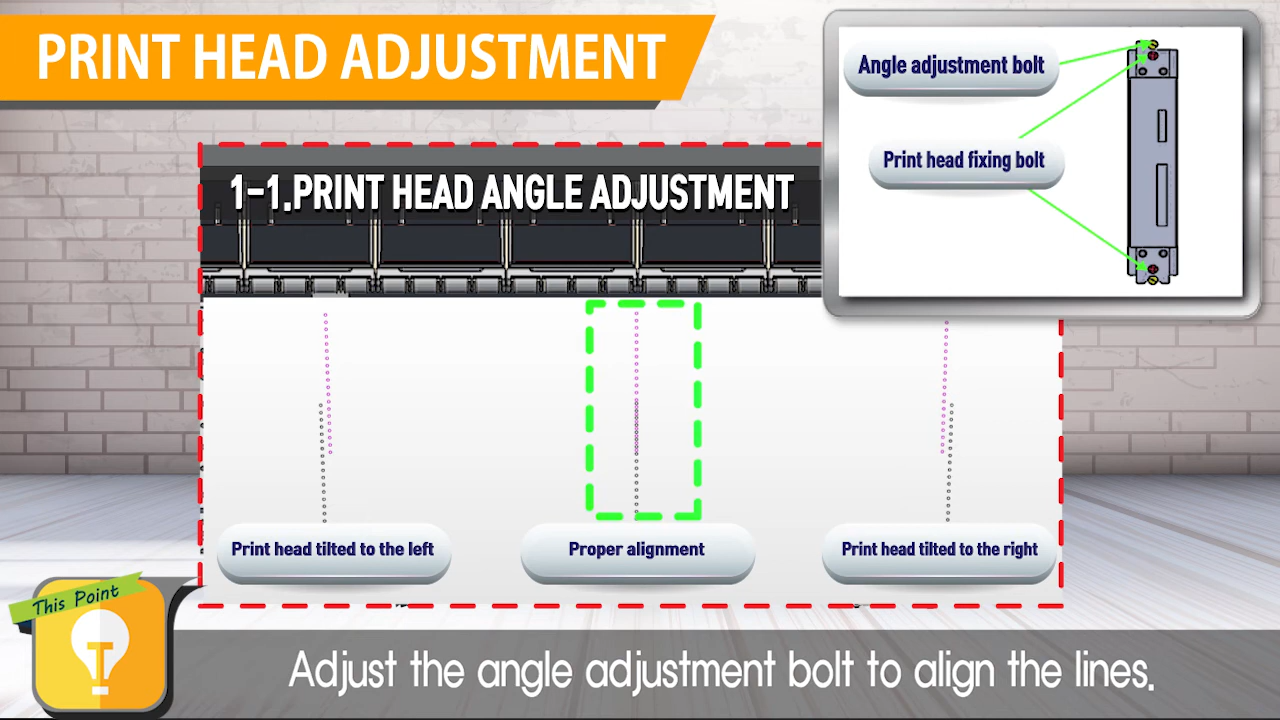 PRINT HEAD ADJUSTMENT
Angle adjustment bolt
Print head fixing bolt
1-1.PRINT HEAD ANGLE ADJUSTMENT
Print head tilted to the left
Proper alignment
Print head tilted to the right
This Point
Adjust the angle adjustment bolt to align the lines.